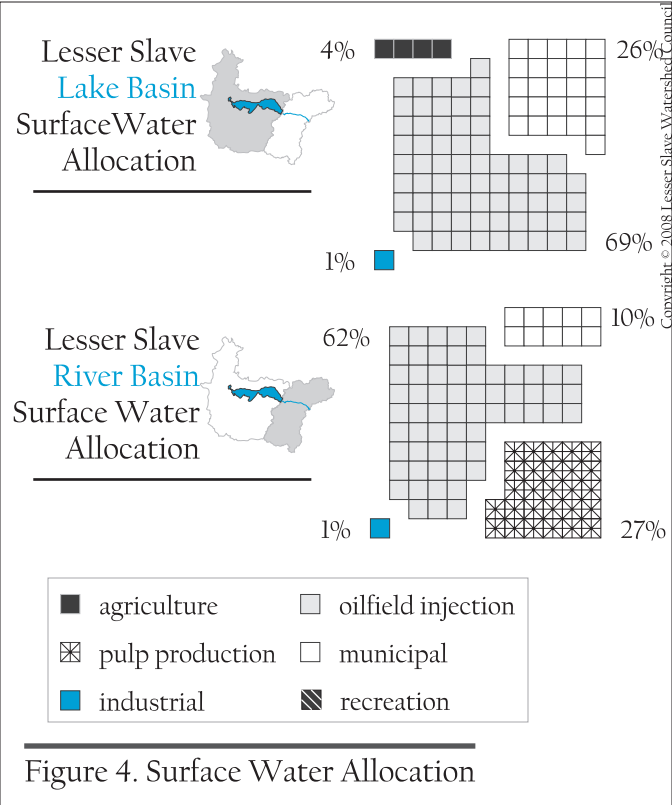 Lesser Slave
Lake Basin
SurfaceWater
Allocation
4%
26%
69%
1%
Copyright © 2008 Lesser Slave Watershed Council
Lesser Slave
River Basin
Surface Water
Allocation
62%
10%
1%
27%
agriculture
oilfield injection
pulp production
municipal
industrial
recreation
Figure 4. Surface Water Allocation